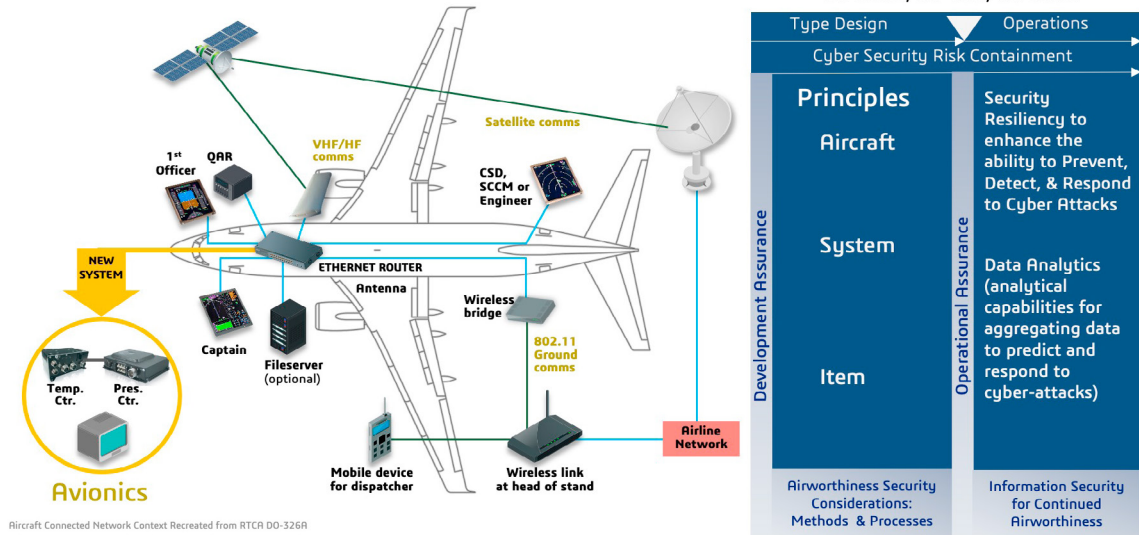 Satellite comms
VHF/HF
comms
1st
Officer
QAR
CSD,
SCCM or
Engineer
NEW
SYSTEM
ETHERNET ROUTER
Antenna
Wireless
bridge
Captain
Fileserver
(optional)
802.11
Ground
comms
Temp.
Ctr.
Pres.
Ctr.
Avionics
Mobile device
for dispatcher
Wireless link
at head of stand
Airline
Network
Aircraft Connected Network Context Recreated from RTCA DO-326A
Type Design
Operations
Cyber Security Risk Containment
Development Assurance
Principles
Aircraft
System
Item
Operational Assurance
Security
Resiliency to
enhance the
ability to Prevent,
Detect, & Respond
to Cyber Attacks
Data Analytics
(analytical
capabilities for
aggregating data
to predict and
respond to
cyber-attacks)
Airworthiness Security
Considerations:
Methods & Processes
Information Security
for Continued
Airworthiness